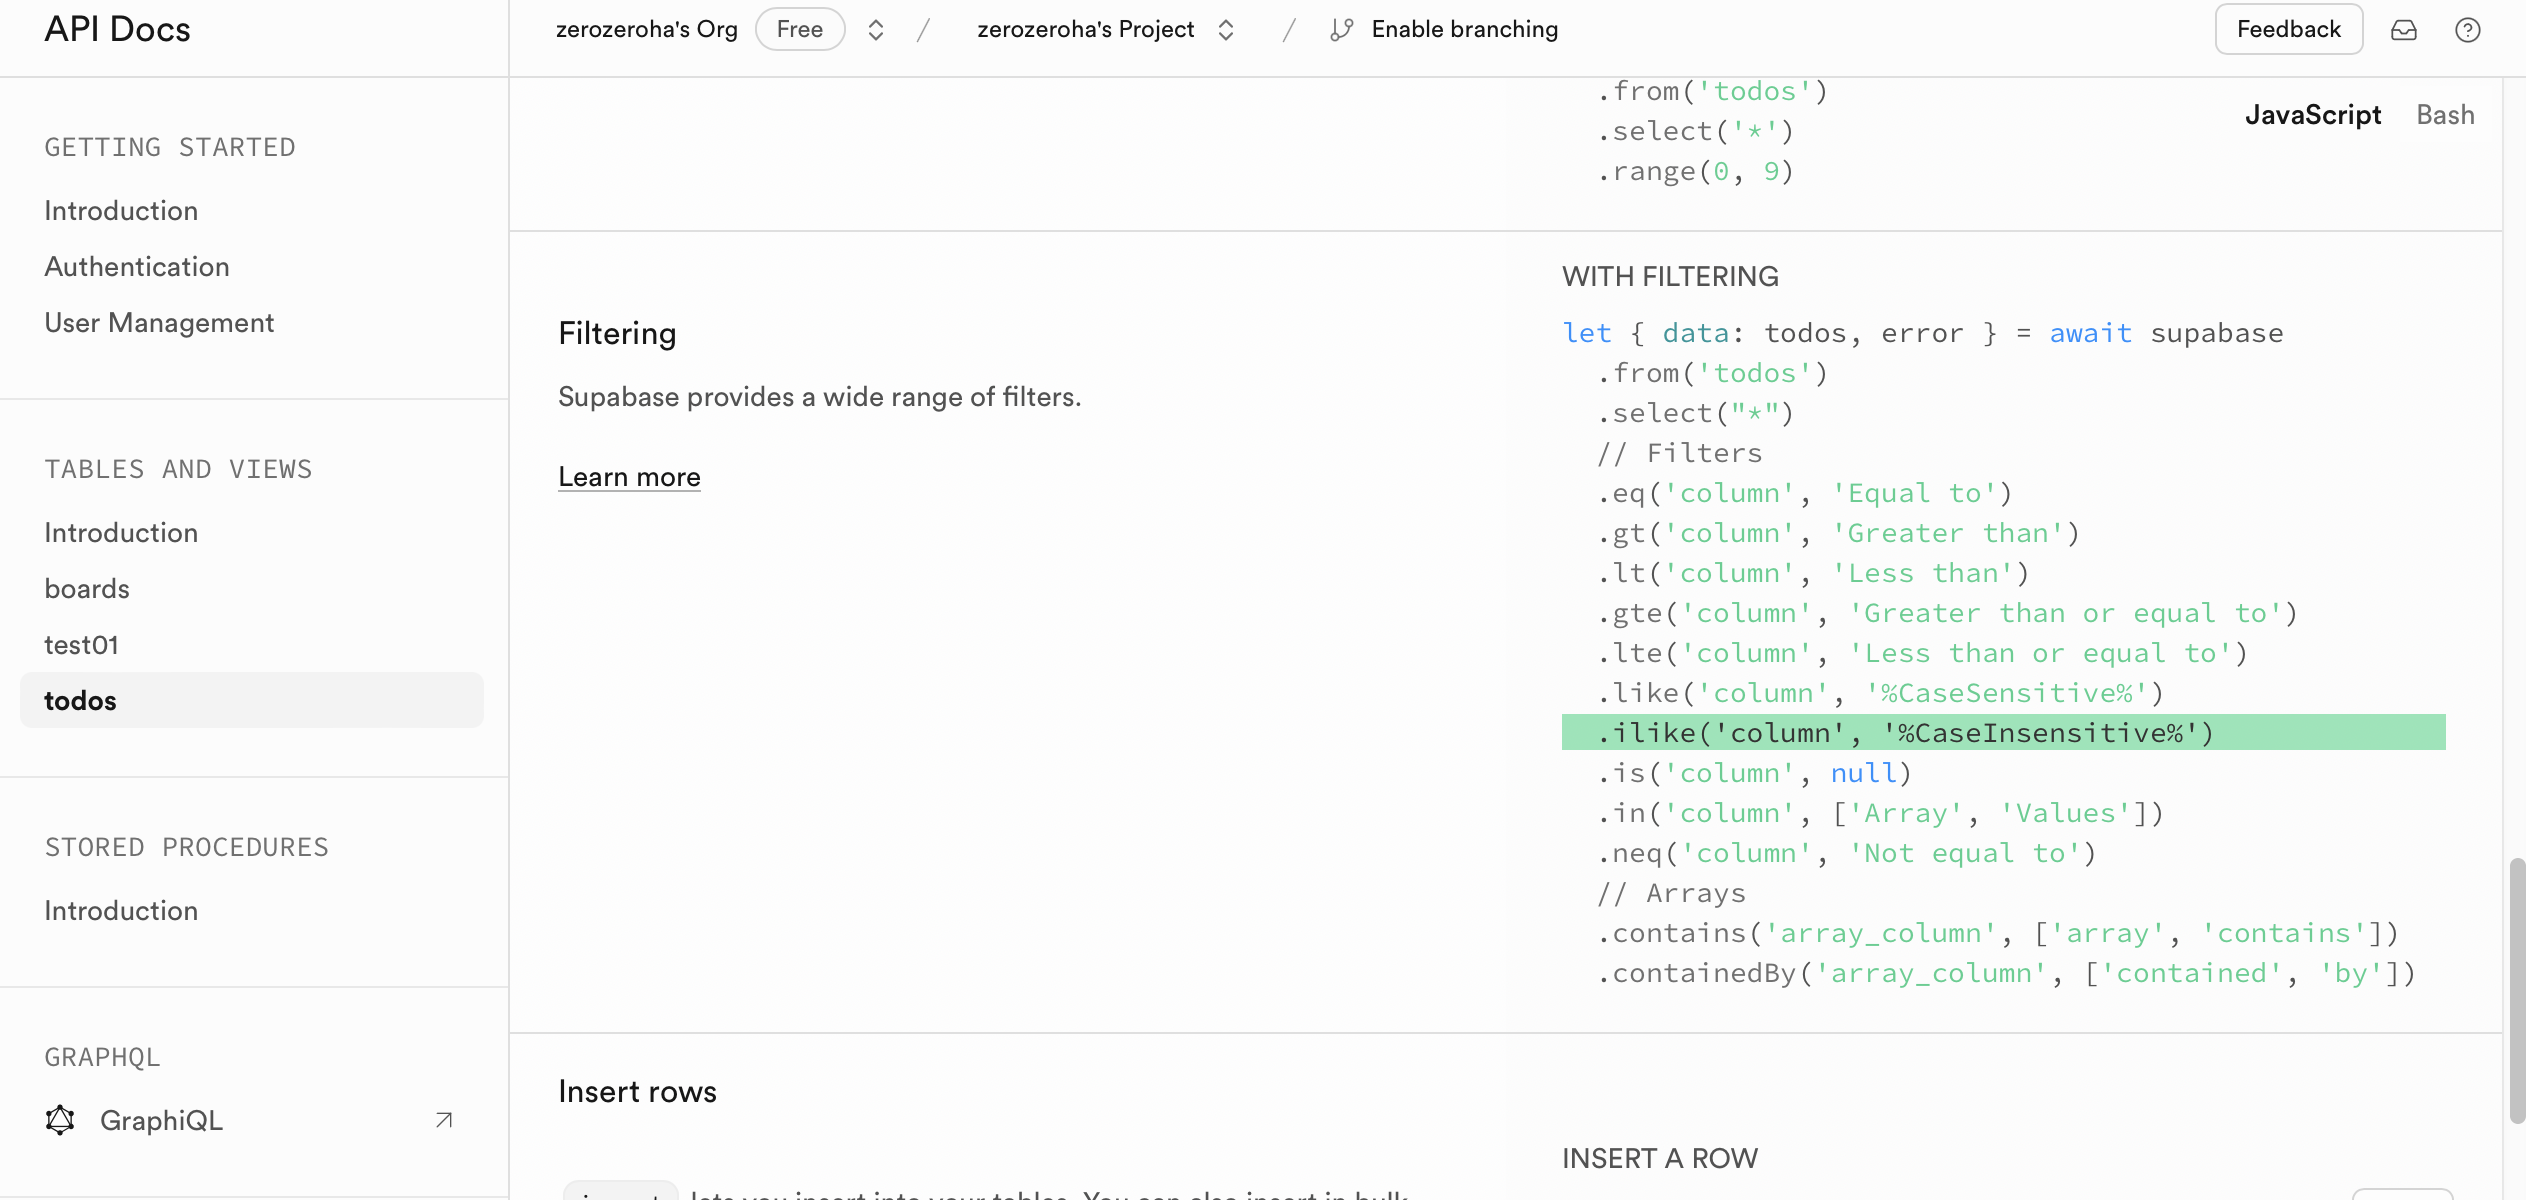 API Docs
zerozeroha's Org Free / zerozeroha's Project / Enable branching
Feedback
GETTING STARTED
Introduction
Authentication
User Management
TABLES AND VIEWS
Introduction
boards
test01
todos
STORED PROCEDURES
Introduction
GRAPHQL
GraphiQL
JavaScript Bash
.from('todos')
.select('*')
.range(0, 9)
Filtering
Supabase provides a wide range of filters.
Learn more
WITH FILTERING
let { data: todos, error } = await supabase
.from('todos')
.select("*")
// Filters
.eq('column', 'Equal to')
.gt('column', 'Greater than')
.lt('column', 'Less than')
.gte('column', 'Greater than or equal to')
.lte('column', 'Less than or equal to')
.like('column', '%CaseSensitive%')
.ilike('column', '%CaseInsensitive%')
.is('column', null)
.in('column', ['Array', 'Values'])
.neq('column', 'Not equal to')
// Arrays
.contains('array_column', ['array', 'contains'])
.containedBy('array_column', ['contained', 'by'])
Insert rows
lets you insert into your tables. You can also insert in bulk
INSERT A ROW